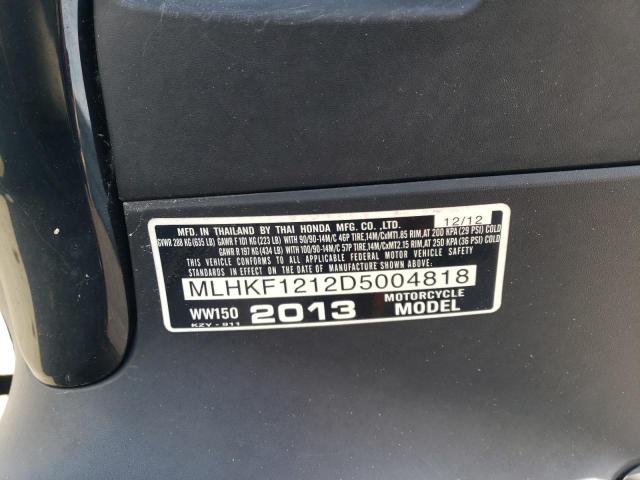 MFD. IN THAILAND BY THAI HONDA MFG. CO. ,LTD. 12/12
GVWR 288 KG (635 LB) GAWR F 101 KG (223 LB) WITH 90/90-14M/C 46P TIRE,14M/CxMT1.85 RIM,AT 200 KPA (29 PSI) COLD
GAWR R 197 KG (434 LB) WITH 100/90-14M/C 57P TIRE,14M/CxMT2.15 RIM,AT 250 KPA (36 PSI) COLD
THIS VEHICLE CONFORMS TO ALL APPLICABLE FEDERAL MOTOR VEHICLE SAFETY
STANDARDS IN EFFECT ON THE DATE OF MANUFACTURE SHOWN ABOVE.
MLHKF1212D5004818
WW150 2013 MOTORCYCLE MODEL
KZY-811